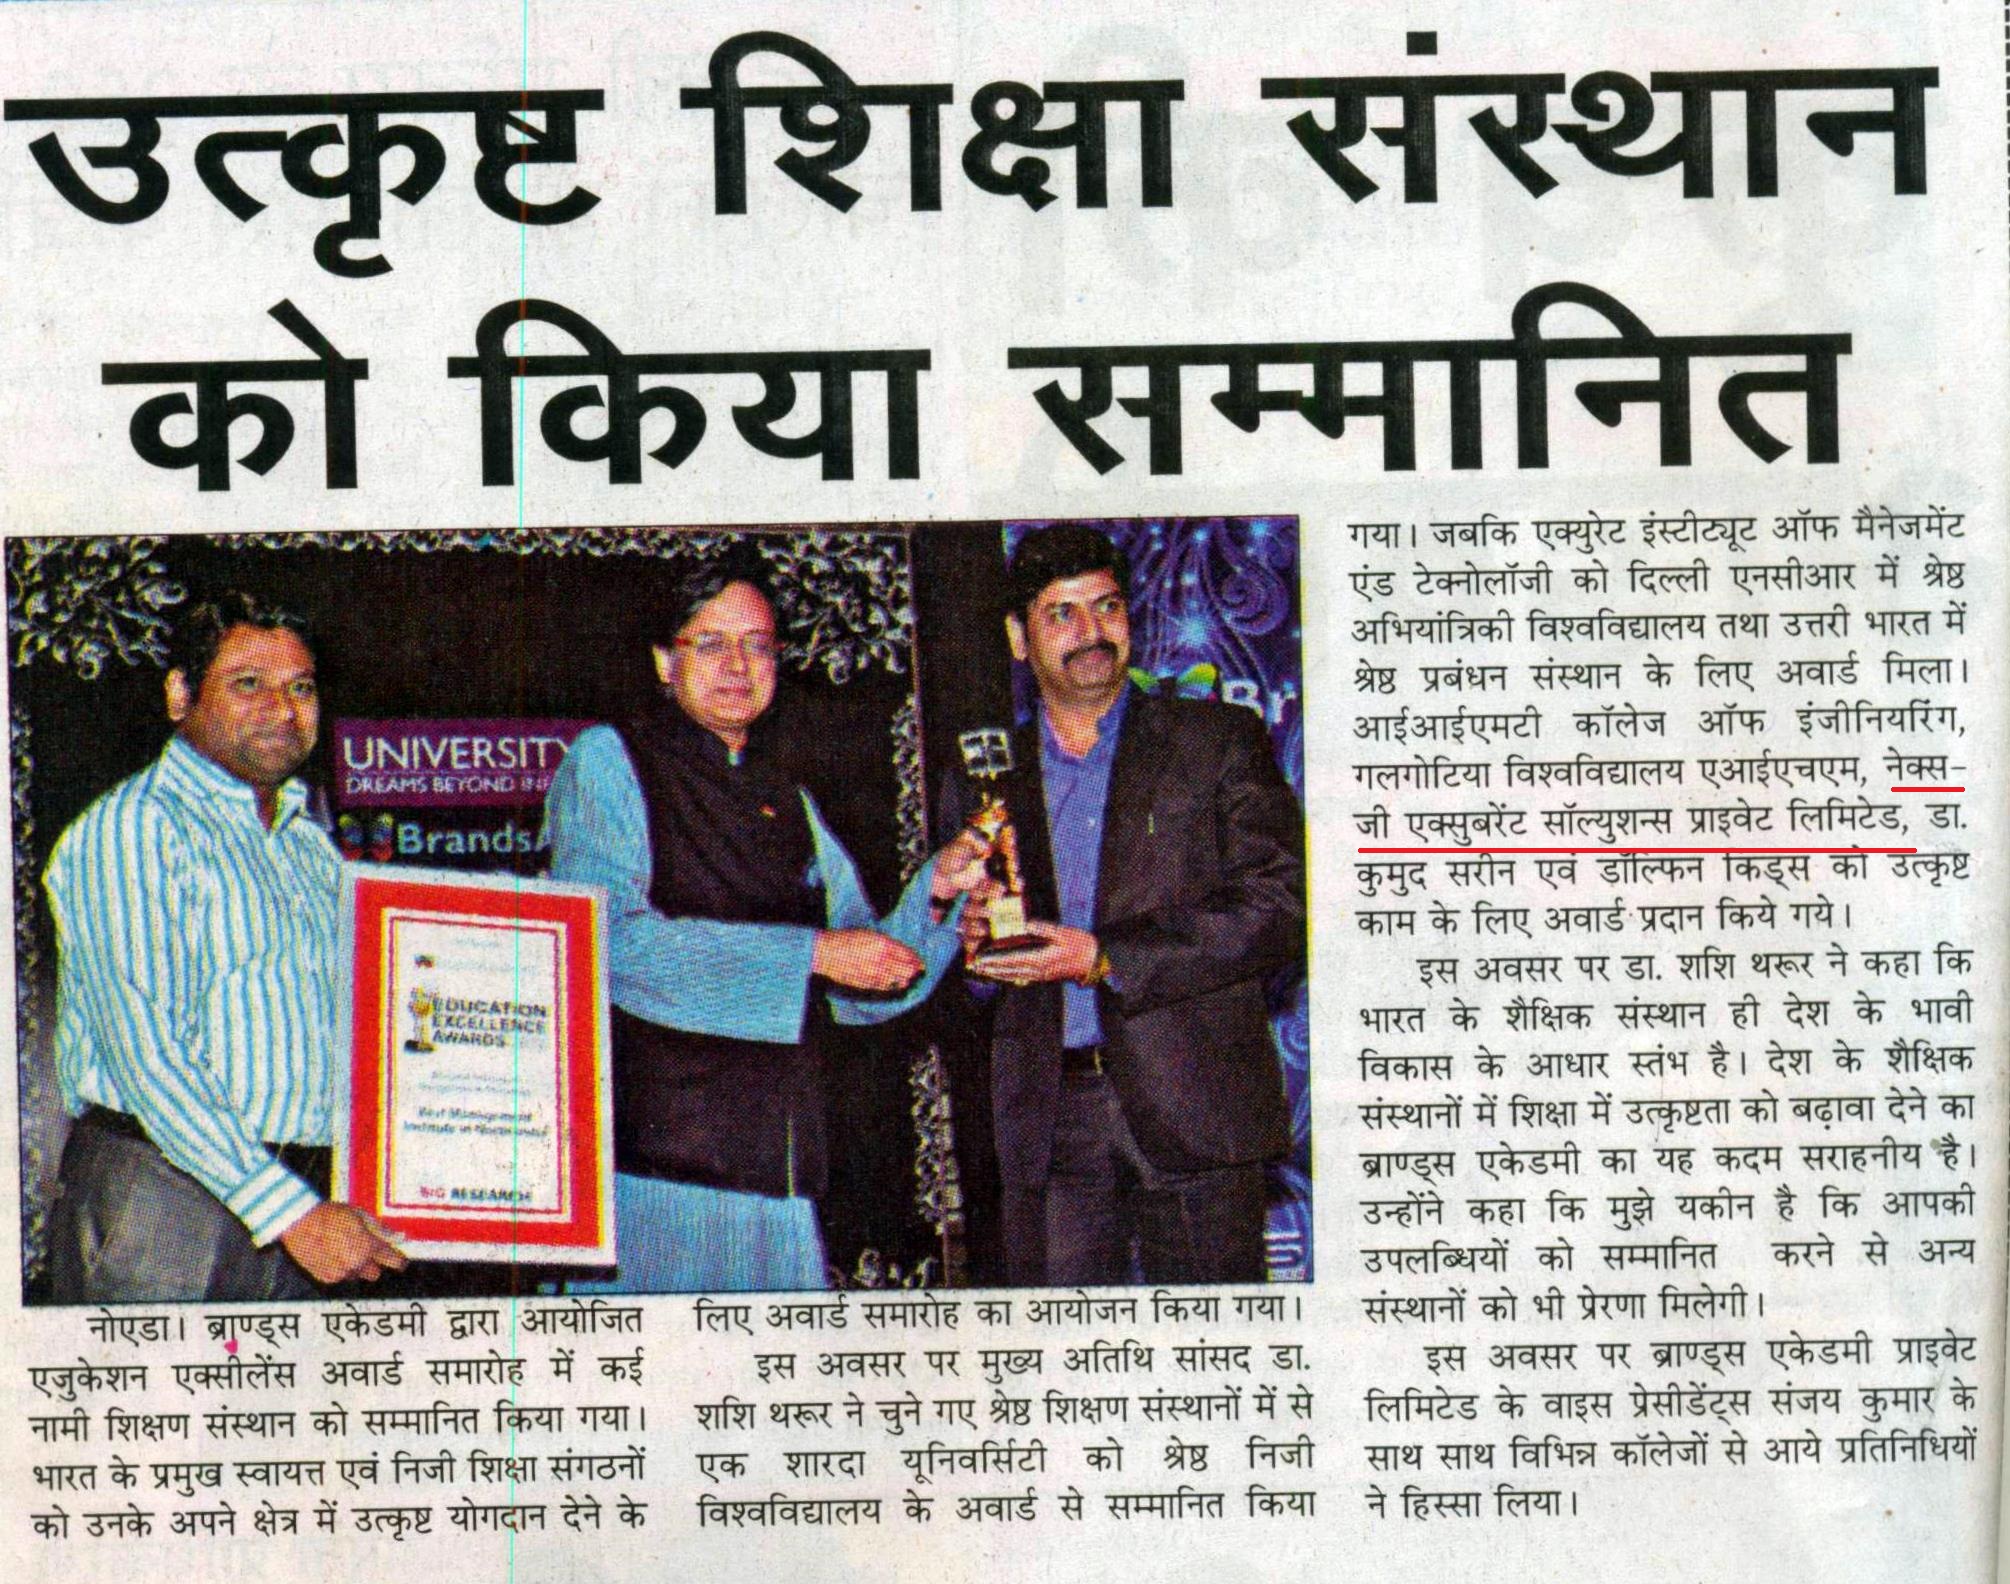 उत्कृष्ट शिक्षा संस्थान
को किया सम्मानित
UNIVERSITY
DREAMS BEYOND
Brands
Br
EDUCATION
EXCELLENCE
AWARDS
Best Management
Institute in North India
BIG RESEARCH
नोएडा। ब्राण्ड्स एकेडमी द्वारा आयोजित
एजुकेशन एक्सीलेंस अवार्ड समारोह में कई
नामी शिक्षण संस्थान को सम्मानित किया गया।
भारत के प्रमुख स्वायत्त एवं निजी शिक्षा संगठनों
को उनके अपने क्षेत्र में उत्कृष्ट योगदान देने के
लिए अवार्ड समारोह का आयोजन किया गया।
इस अवसर पर मुख्य अतिथि सांसद डा.
शशि थरूर ने चुने गए श्रेष्ठ शिक्षण संस्थानों में से
एक शारदा यूनिवर्सिटी को श्रेष्ठ निजी
विश्वविद्यालय के अवार्ड से सम्मानित किया
गया। जबकि एक्युरेट इंस्टीट्यूट ऑफ मैनेजमेंट
एंड टेक्नोलॉजी को दिल्ली एनसीआर में श्रेष्ठ
अभियांत्रिकी विश्वविद्यालय तथा उत्तरी भारत में
श्रेष्ठ प्रबंधन संस्थान के लिए अवार्ड मिला।
आईआईएमटी कॉलेज ऑफ इंजीनियरिंग,
गलगोटिया विश्वविद्यालय एआईएचएम, नेक्स-
जी एक्सुबरेंट सॉल्युशन्स प्राइवेट लिमिटेड, डा.
कुमुद सरीन एवं डॉल्फिन किड्स को उत्कृष्ट
काम के लिए अवार्ड प्रदान किये गये।
इस अवसर पर डा. शशि थरूर ने कहा कि
भारत के शैक्षिक संस्थान ही देश के भावी
विकास के आधार स्तंभ है। देश के शैक्षिक
संस्थानों में शिक्षा में उत्कृष्टता को बढ़ावा देने का
ब्राण्ड्स एकेडमी का यह कदम सराहनीय है।
उन्होंने कहा कि मुझे यकीन है कि आपकी
उपलब्धियों को सम्मानित करने से अन्य
संस्थानों को भी प्रेरणा मिलेगी।
इस अवसर पर ब्राण्ड्स एकेडमी प्राइवेट
लिमिटेड के वाइस प्रेसीडेंट्स संजय कुमार के
साथ साथ विभिन्न कॉलेजों से आये प्रतिनिधियों
ने हिस्सा लिया।